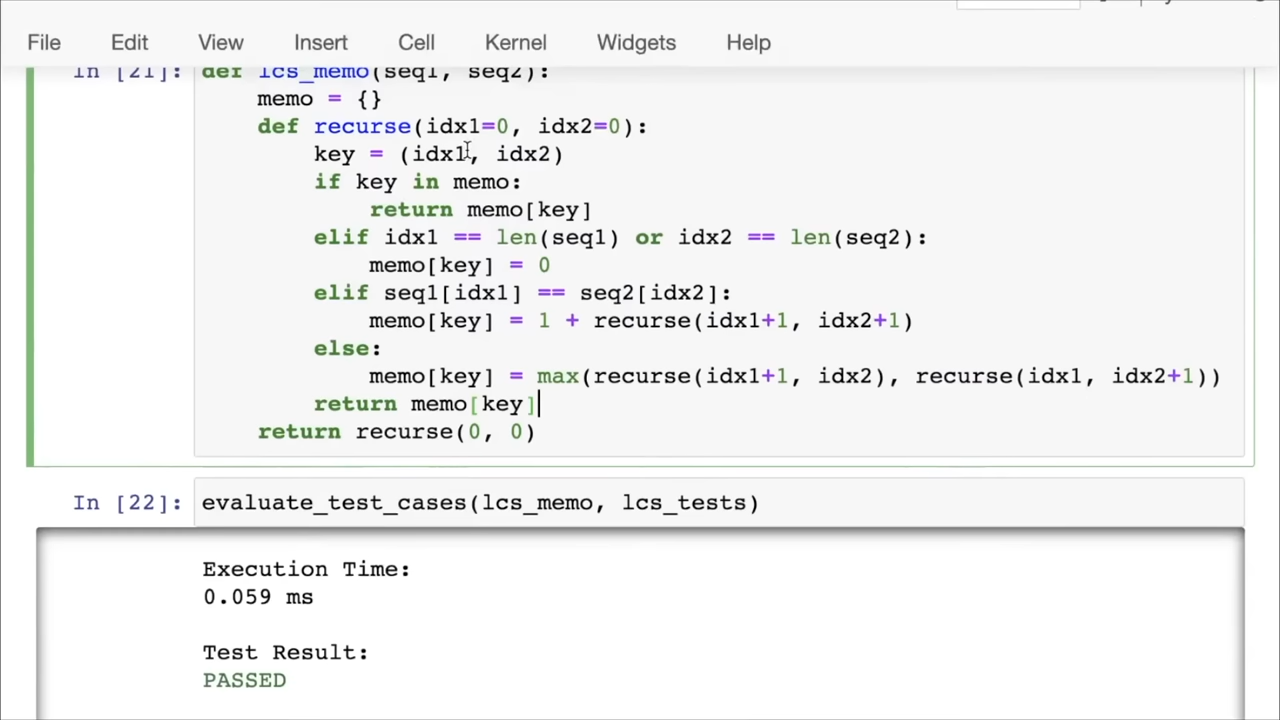 File Edit View Insert Cell Kernel Widgets Help
In [21]: def lcs_memo(seq1, seq2):
    memo = {}
    def recurse(idx1=0, idx2=0):
        key = (idx1, idx2)
        if key in memo:
            return memo[key]
        elif idx1 == len(seq1) or idx2 == len(seq2):
            memo[key] = 0
        elif seq1[idx1] == seq2[idx2]:
            memo[key] = 1 + recurse(idx1+1, idx2+1)
        else:
            memo[key] = max(recurse(idx1+1, idx2), recurse(idx1, idx2+1))
        return memo[key]
    return recurse(0, 0)
In [22]: evaluate_test_cases(lcs_memo, lcs_tests)
Execution Time:
0.059 ms
Test Result:
PASSED